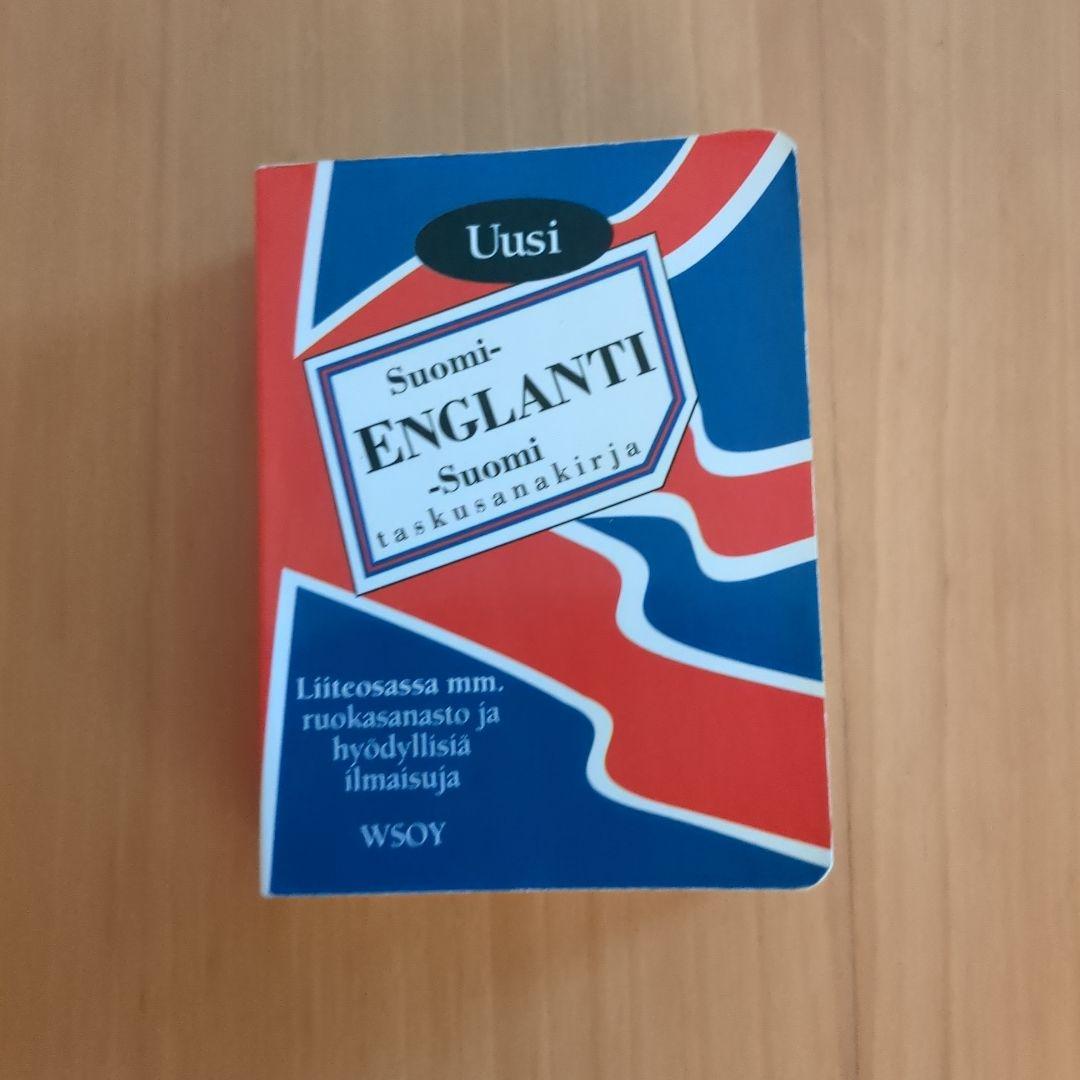 Uusi
Suomi-
ENGLANTI
-Suomi
taskusanakirja
Liiteosassa mm.
ruokasanasto ja
hyödyllisiä
ilmaisuja
WSOY